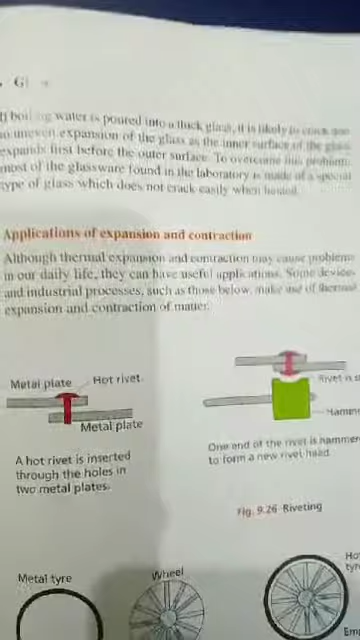 If boiling water is poured into a thick glass, it is likely to crack due
to uneven expansion of the glass as the inner surface of the glass
expands first before the outer surface. To overcome this problem,
most of the glassware found in the laboratory is made of a special
type of glass which does not crack easily when heated.
Applications of expansion and contraction
Although thermal expansion and contraction may cause problems
in our daily life, they can have useful applications. Some devices
and industrial processes, such as those below, make use of thermal
expansion and contraction of matter.
Metal plate
Hot rivet
Metal plate
A hot rivet is inserted
through the holes in
two metal plates.
Rivet is
One end of the rivet is
to form a new rivet head.
Fig. 9.26 Riveting
Metal tyre
Wheel